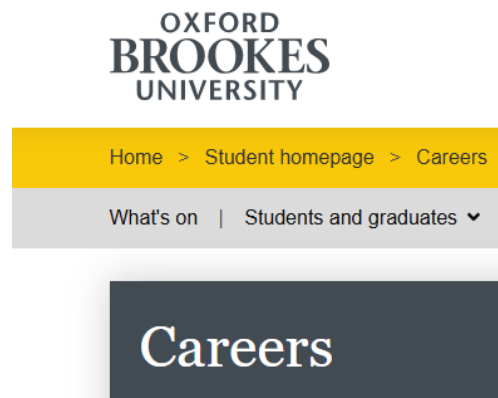 OXFORD
BROOKES
UNIVERSITY
Home > Student homepage > Careers
What's on | Students and graduates
Careers